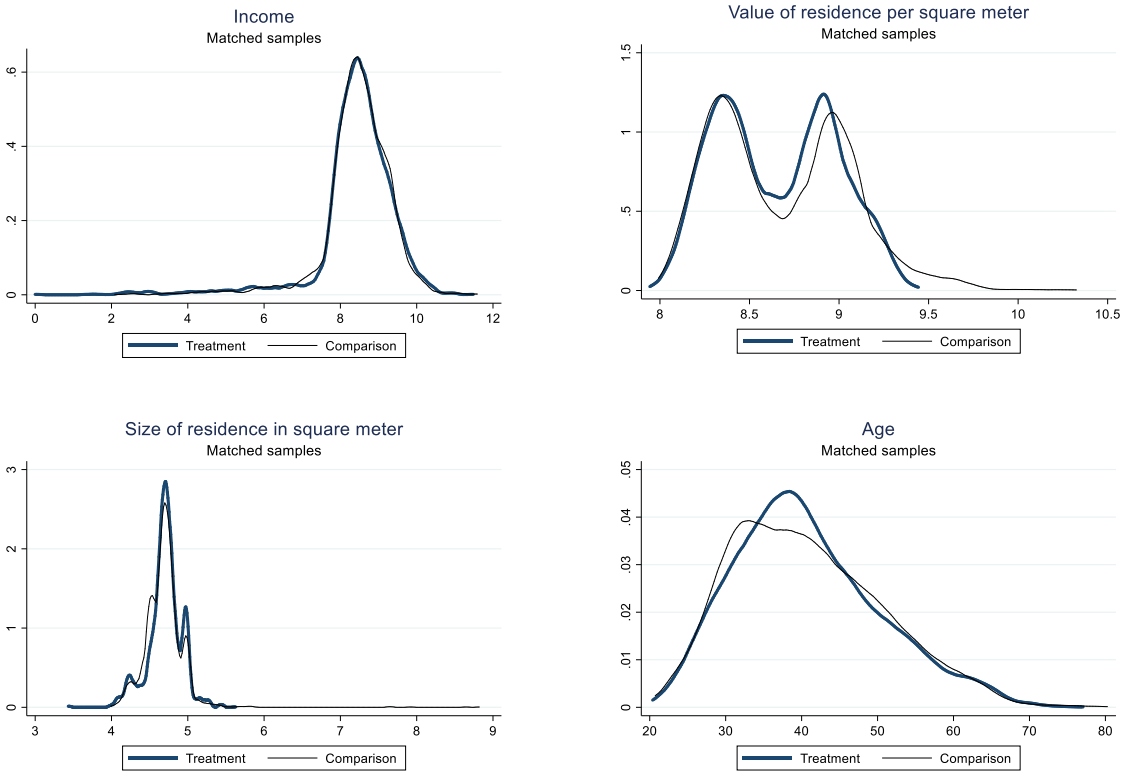 Income
Matched samples
.6
.4
.2
0
0 2 4 6 8 10 12
Treatment Comparison
Value of residence per square meter
Matched samples
1.5
1
.5
0
8 8.5 9 9.5 10 10.5
Treatment Comparison
Size of residence in square meter
Matched samples
3
2
1
0
3 4 5 6 7 8 9
Treatment Comparison
Age
Matched samples
.05
.04
.03
.02
.01
0
20 30 40 50 60 70 80
Treatment Comparison